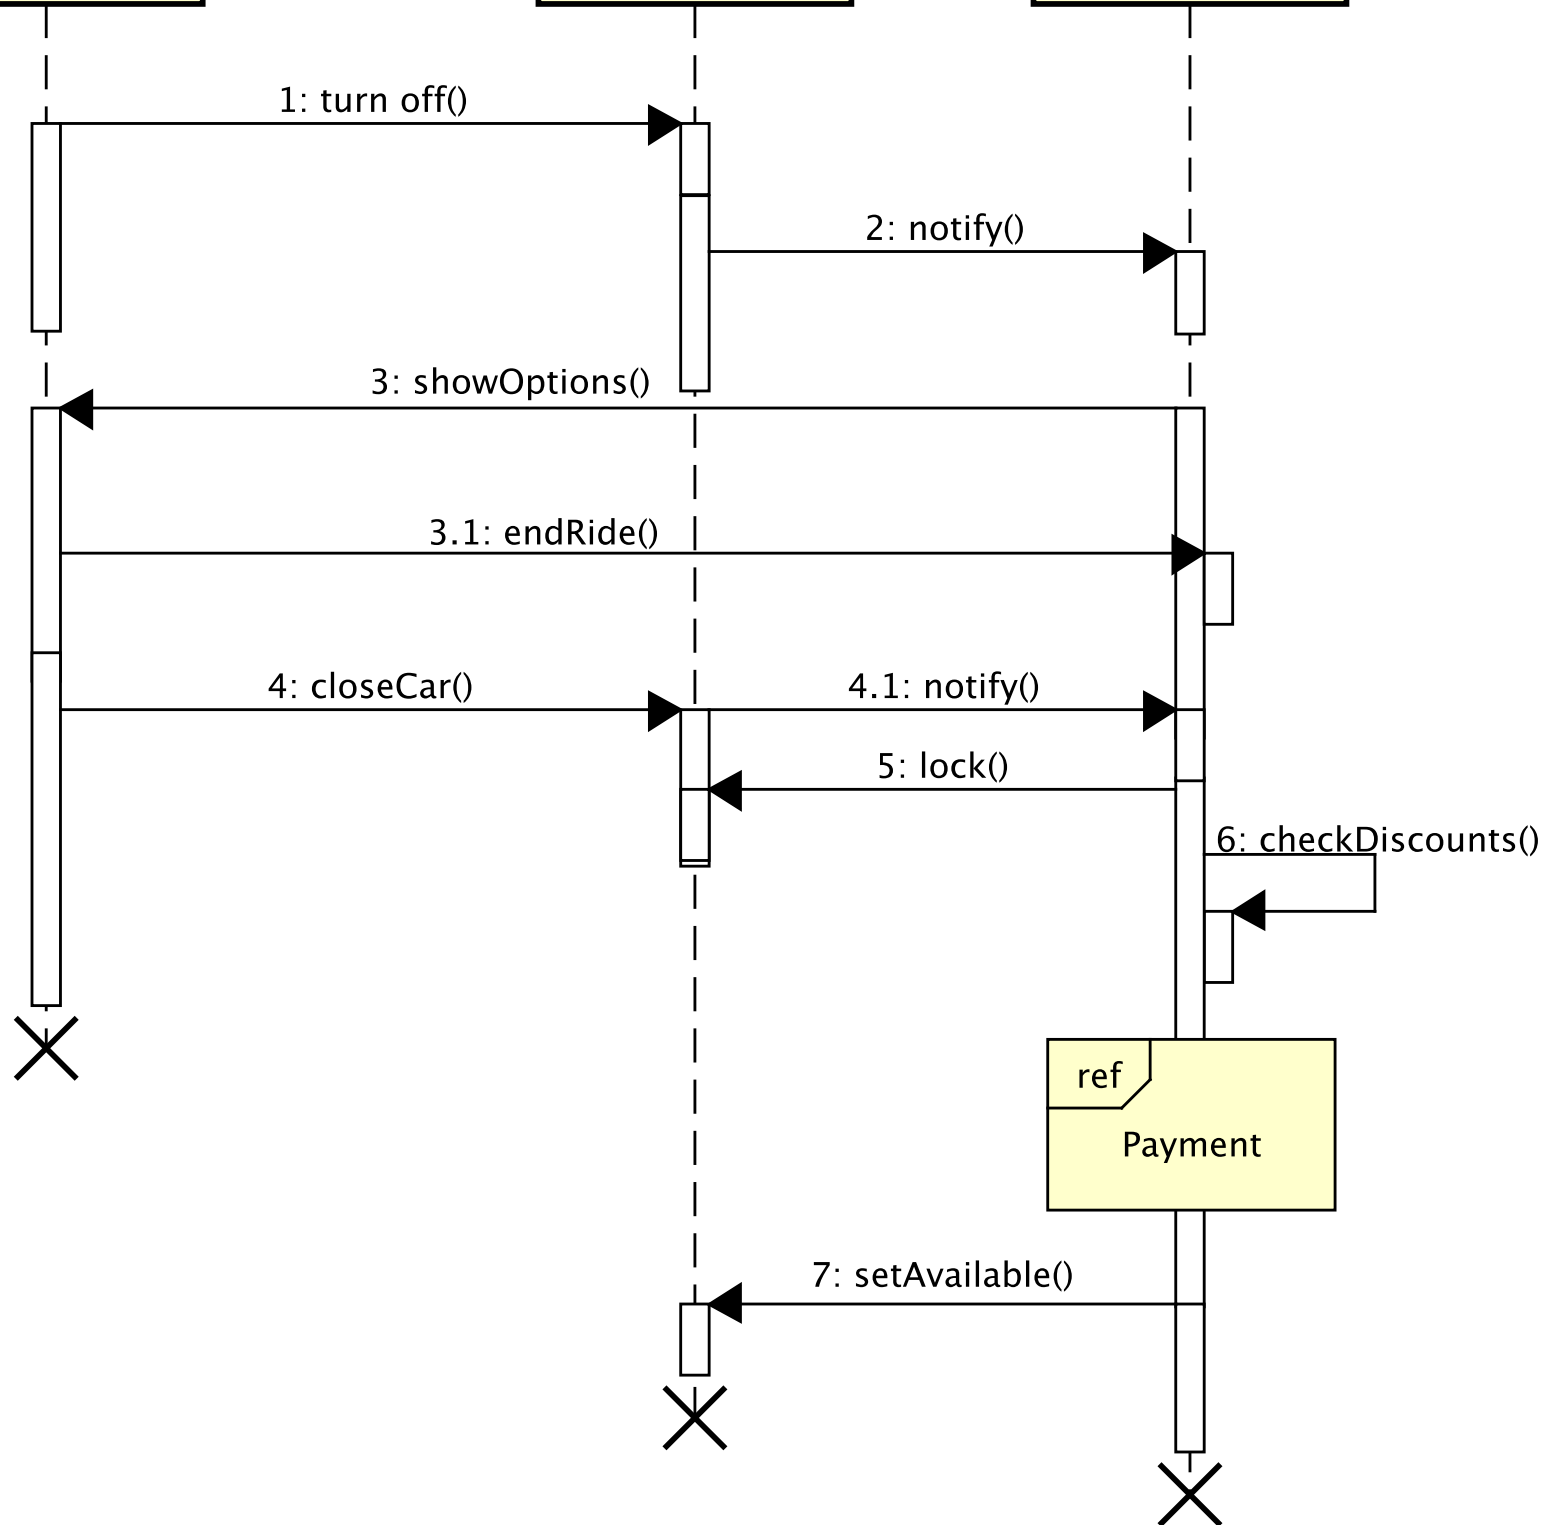 1: turn off()
2: notify()
3: showOptions()
3.1: endRide()
4: closeCar()
4.1: notify()
5: lock()
6: checkDiscounts()
ref
Payment
7: setAvailable()